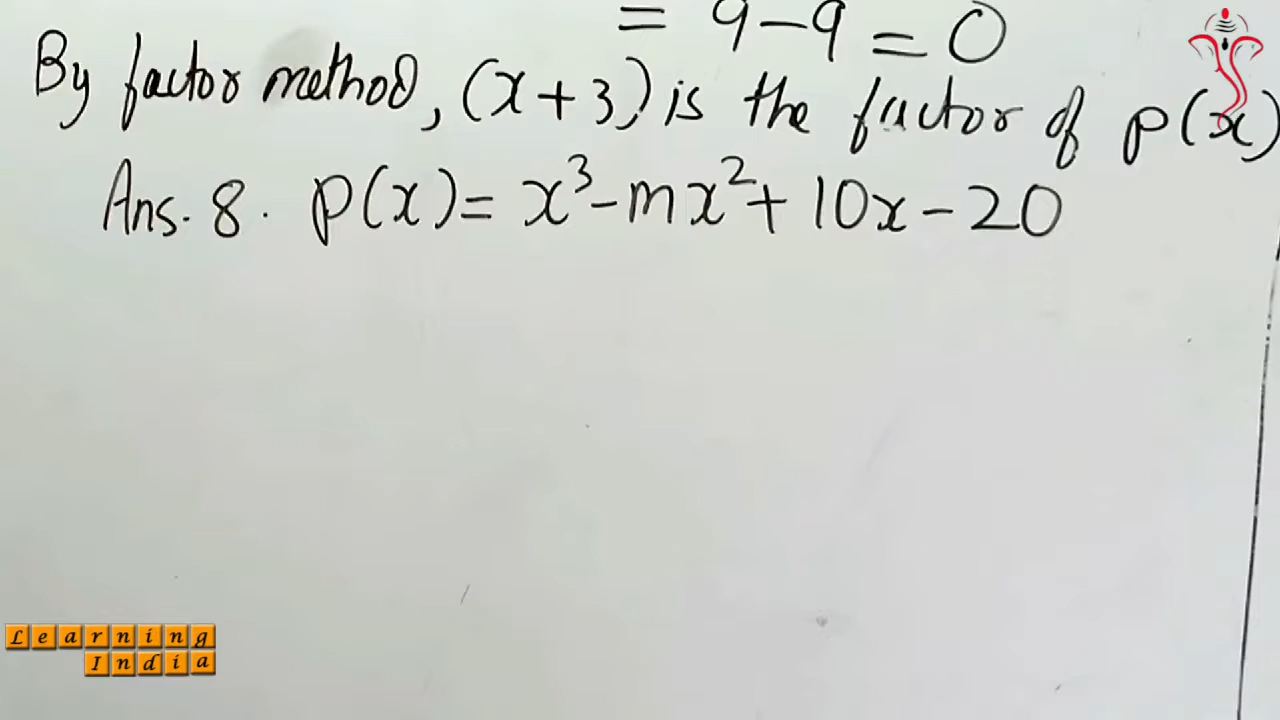 = 9-9 = 0
By factor method, (x+3) is the factor of p(x)
Ans. 8. p(x)= x³-mx²+10x-20
Learning
India